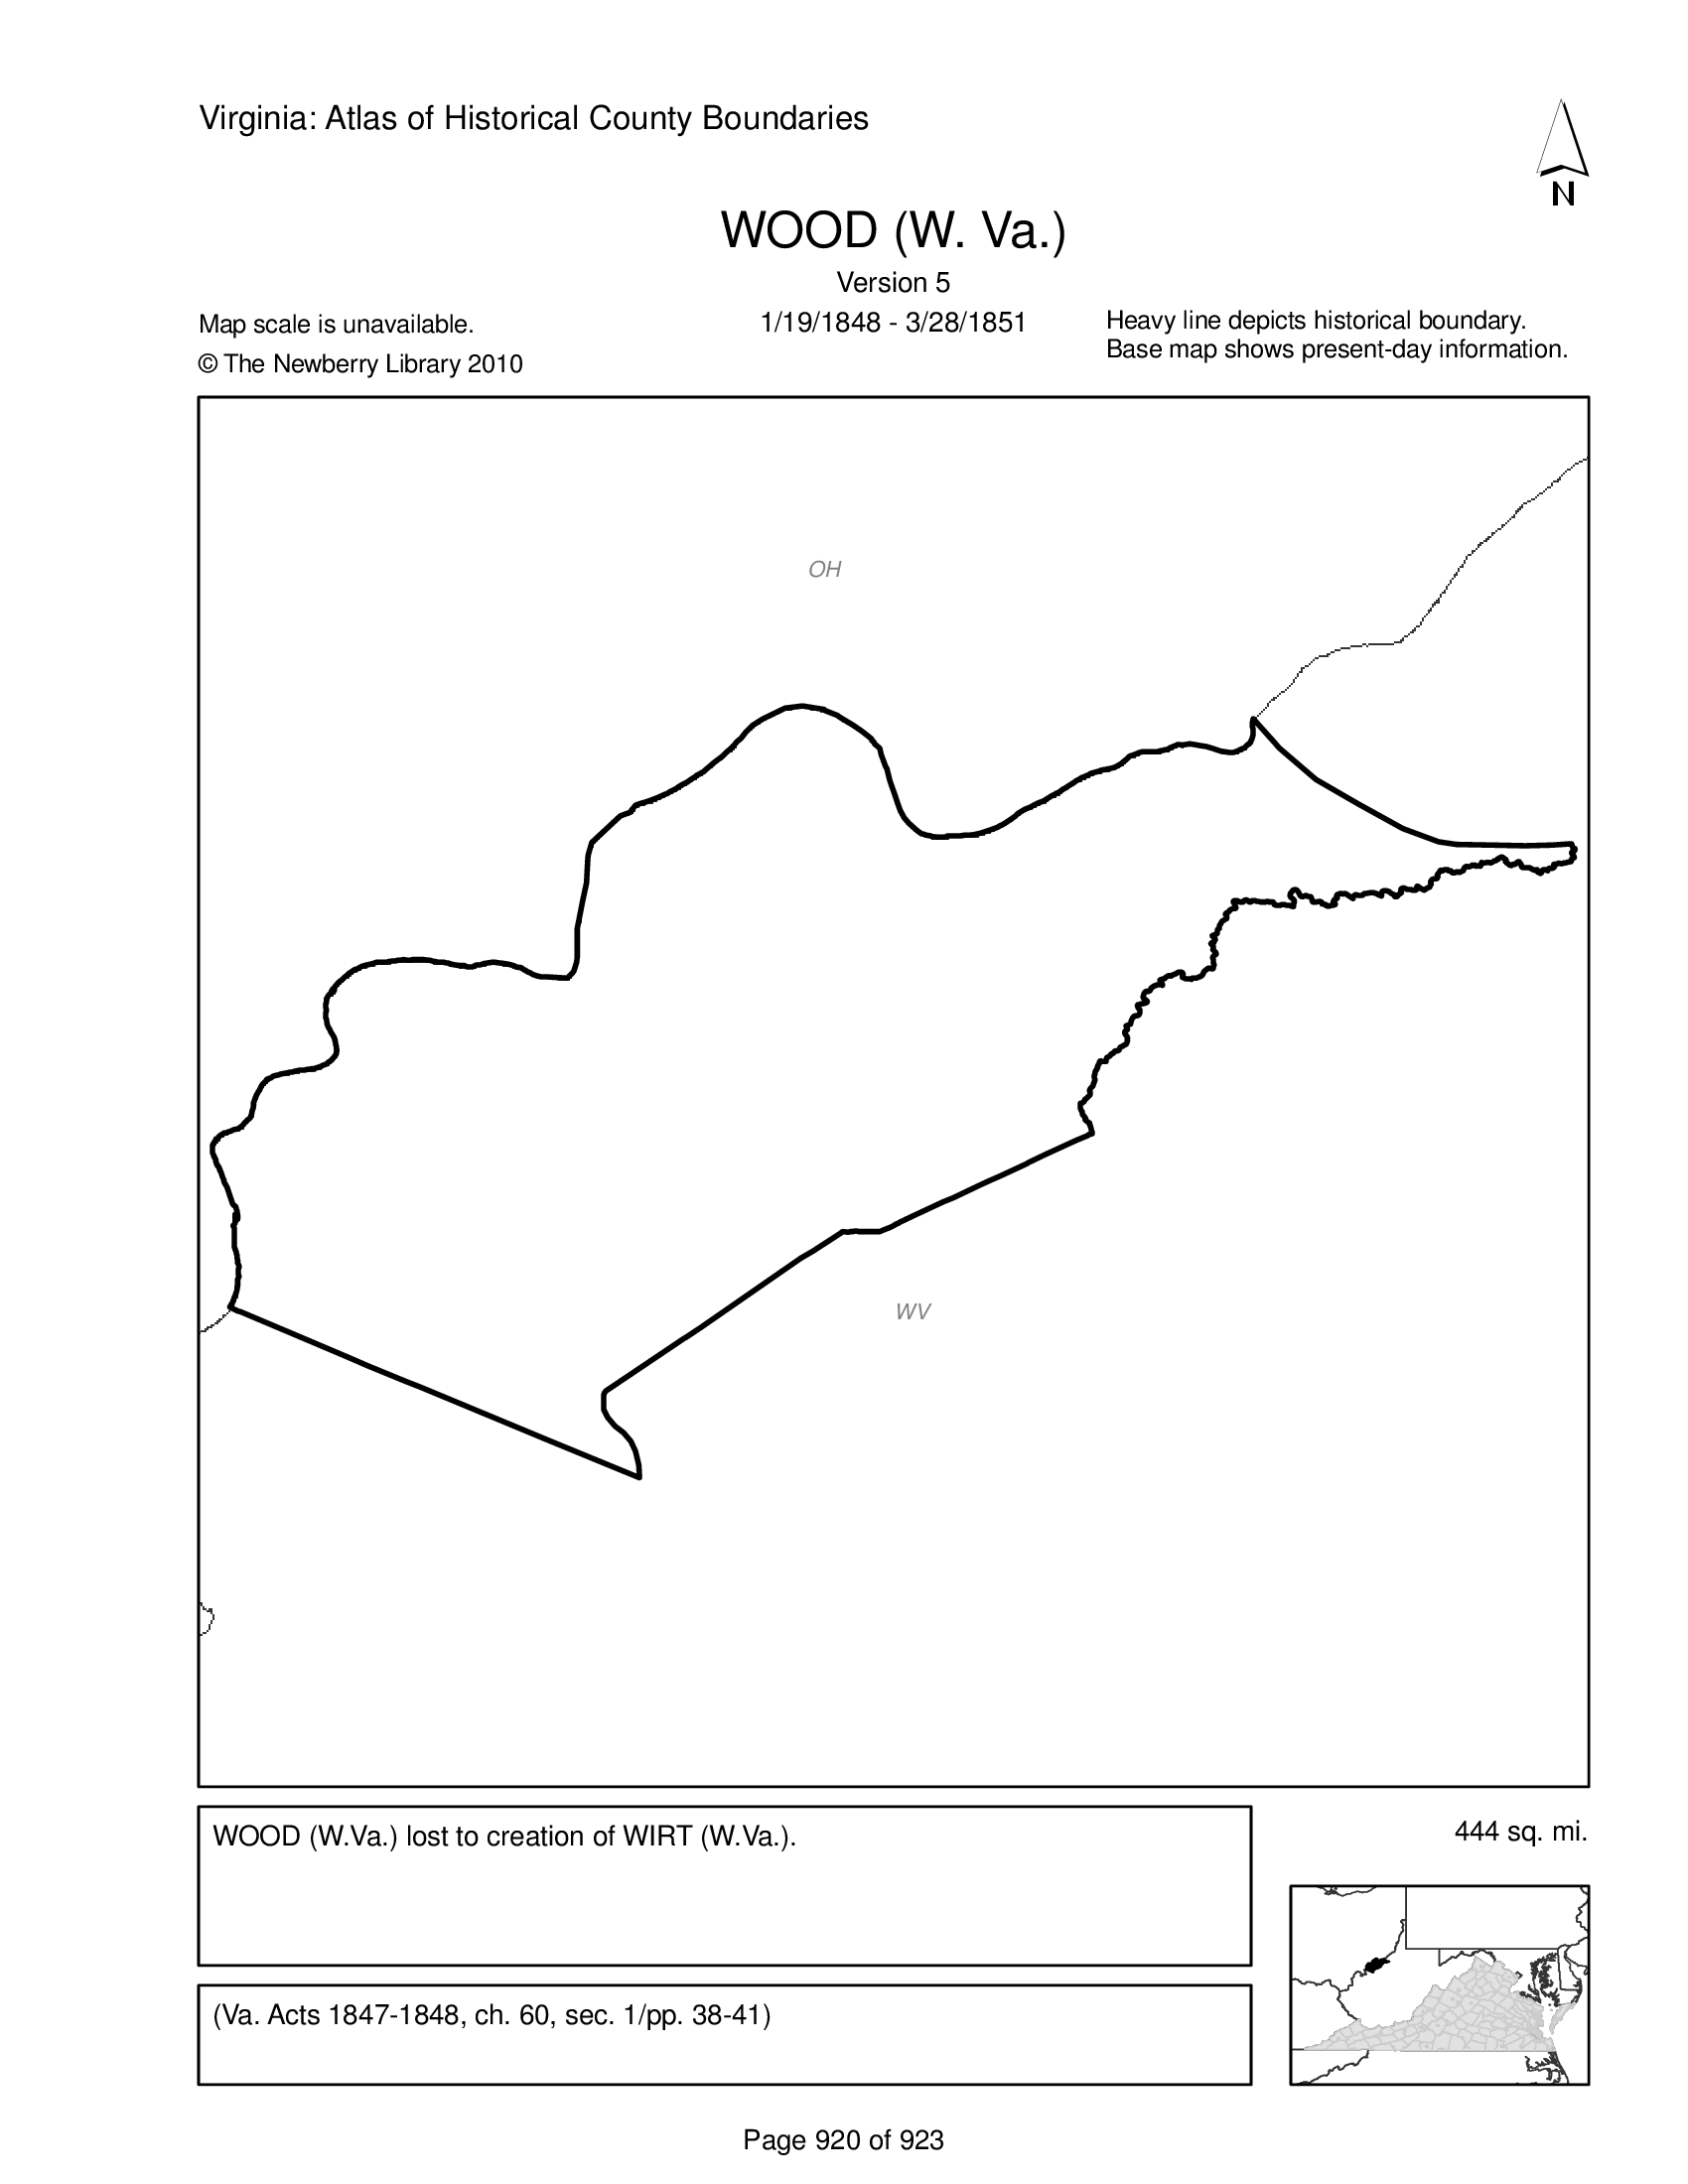 Virginia: Atlas of Historical County Boundaries
N
WOOD (W. Va.)
Version 5
1/19/1848 - 3/28/1851
Map scale is unavailable.
© The Newberry Library 2010
Heavy line depicts historical boundary.
Base map shows present-day information.
OH
WV
WOOD (W.Va.) lost to creation of WIRT (W.Va.).
444 sq. mi.
(Va. Acts 1847-1848, ch. 60, sec. 1/pp. 38-41)
Page 920 of 923